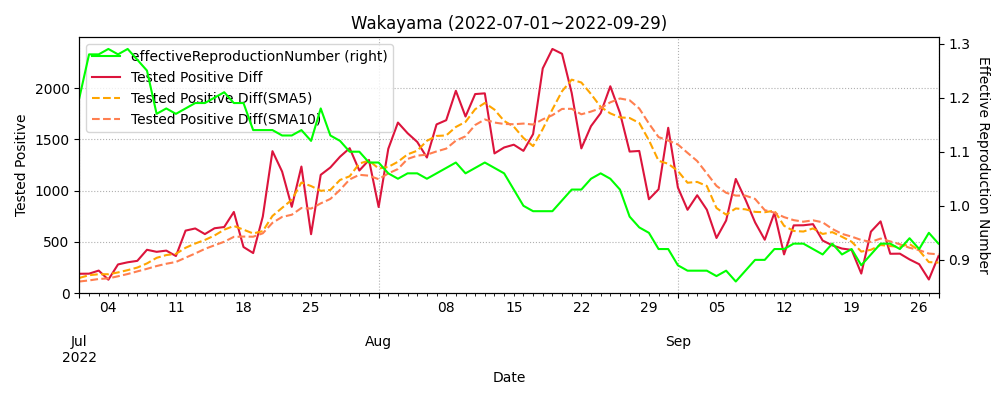 Wakayama (2022-07-01~2022-09-29)
effectiveReproductionNumber (right)
Tested Positive Diff
Tested Positive Diff(SMA5)
Tested Positive Diff(SMA10)
Tested Positive
2000
1500
1000
500
0
1.3
1.2
1.1
1.0
0.9
Effective Reproduction Number
04 11 18 25 08 15 22 29 05 12 19 26
Jul Aug Sep
2022
Date